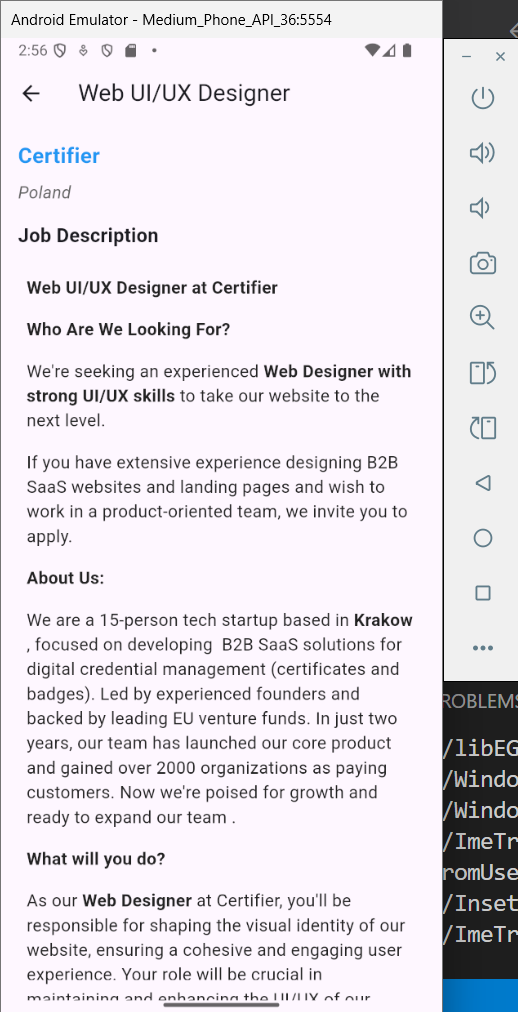 Android Emulator - Medium_Phone_API_36:5554
2:56
Web UI/UX Designer
Certifier
Poland
Job Description
Web UI/UX Designer at Certifier
Who Are We Looking For?
We're seeking an experienced Web Designer with
strong UI/UX skills to take our website to the
next level.
If you have extensive experience designing B2B
SaaS websites and landing pages and wish to
work in a product-oriented team, we invite you to
apply.
About Us:
We are a 15-person tech startup based in Krakow
, focused on developing  B2B SaaS solutions for
digital credential management (certificates and
badges). Led by experienced founders and
backed by leading EU venture funds. In just two
years, our team has launched our core product
and gained over 2000 organizations as paying
customers. Now we're poised for growth and
ready to expand our team .
What will you do?
As our Web Designer at Certifier, you'll be
responsible for shaping the visual identity of our
website, ensuring a cohesive and engaging user
experience. Your role will be crucial in
maintaining and enhancing the UI/UX of our
ROBLEMS
/libEG
/Windo
/Windo
/ImeTr
romUse
/Inset
/ImeTr